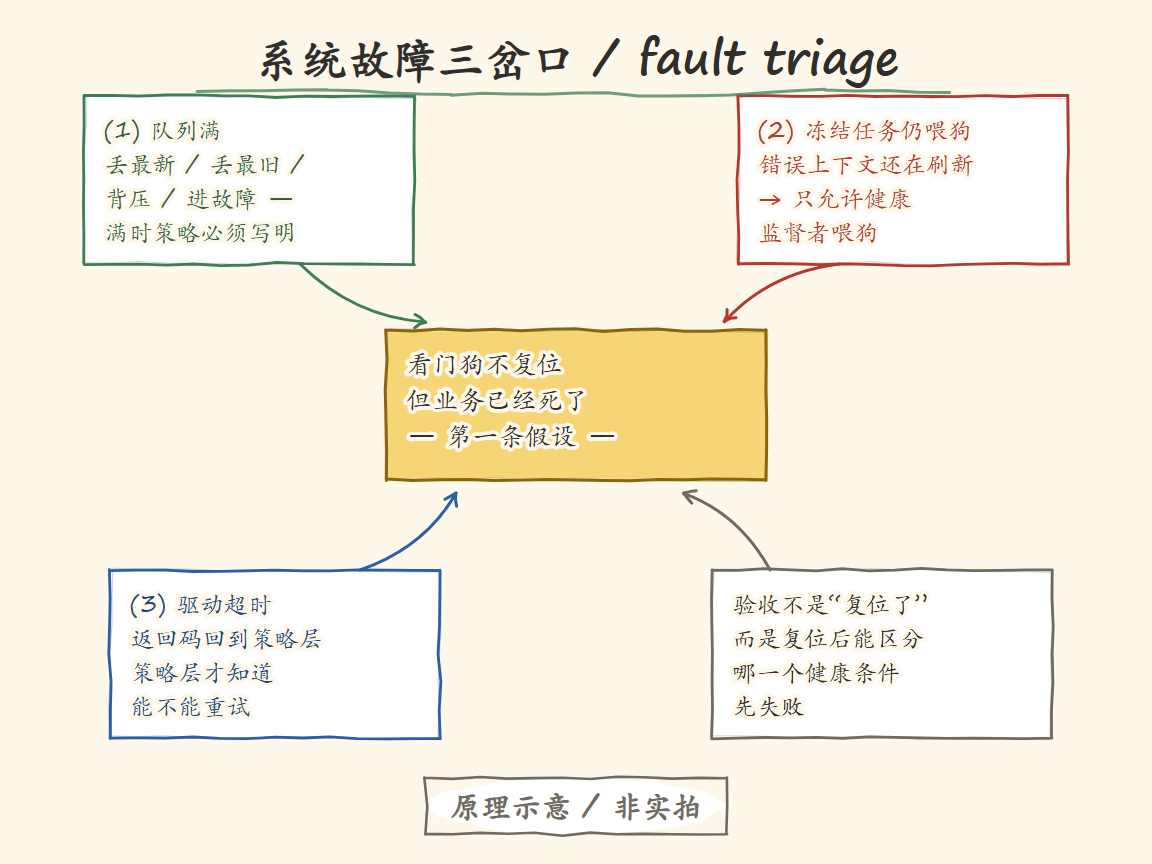 系统故障三岔口 / fault triage
(1) 队列满
丢最新 / 丢最旧 /
背压 / 进故障 —
满时策略必须写明
(2) 冻结任务仍喂狗
错误上下文还在刷新
→ 只允许健康
监督者喂狗
看门狗不复位
但业务已经死了
— 第一条假设 —
(3) 驱动超时
返回码回到策略层
策略层才知道
能不能重试
验收不是“复位了”
而是复位后能区分
哪一个健康条件
先失败
原理示意 / 非实拍